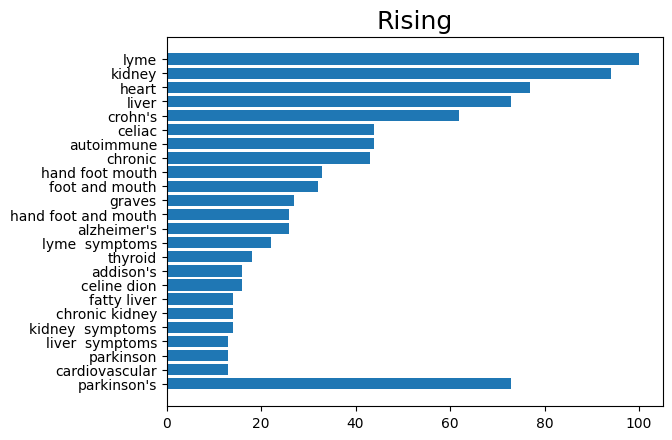 Rising
lyme
kidney
heart
liver
crohn's
celiac
autoimmune
chronic
hand foot mouth
foot and mouth
graves
hand foot and mouth
alzheimer's
lyme  symptoms
thyroid
addison's
celine dion
fatty liver
chronic kidney
kidney  symptoms
liver  symptoms
parkinson
cardiovascular
parkinson's
0 20 40 60 80 100